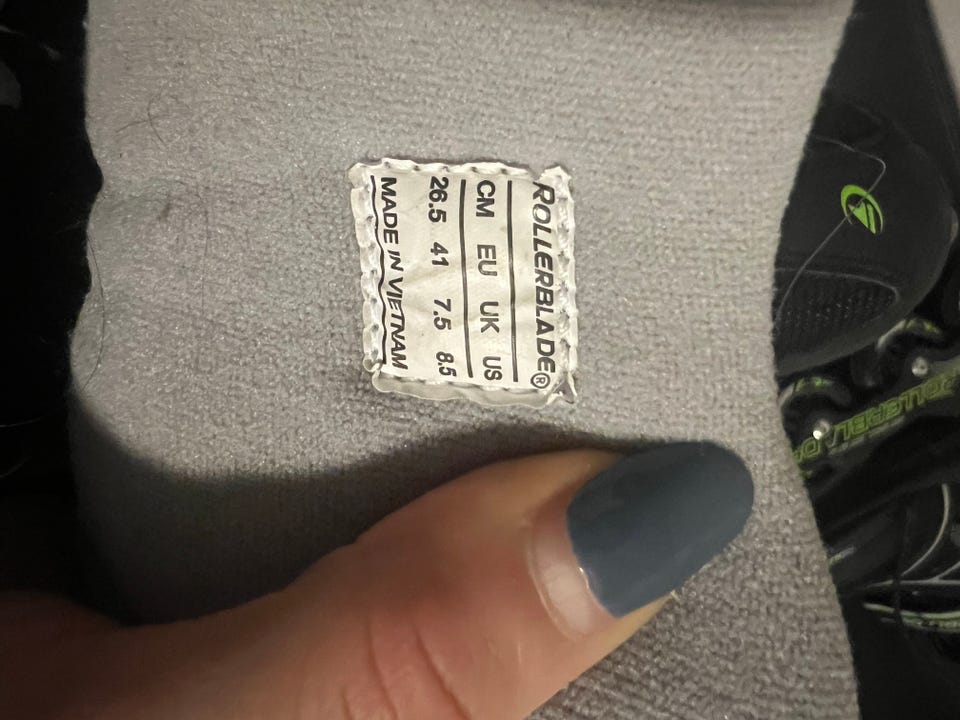 ROLLERBLADE®
CM EU UK US
26.5 41 7.5 8.5
MADE IN VIETNAM